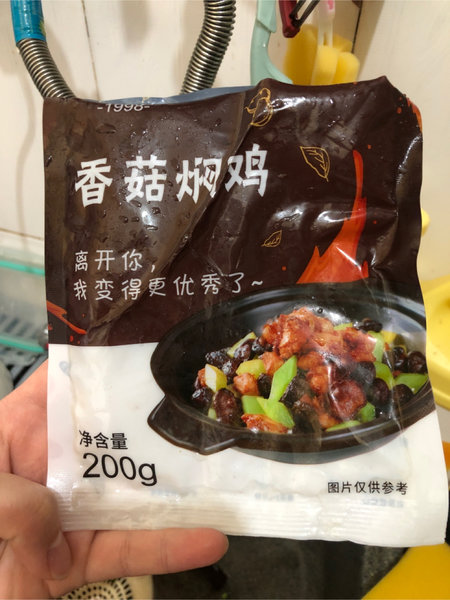 -1998-
香菇焖鸡
离开你，
我变得更优秀了~
净含量
200g
图片仅供参考